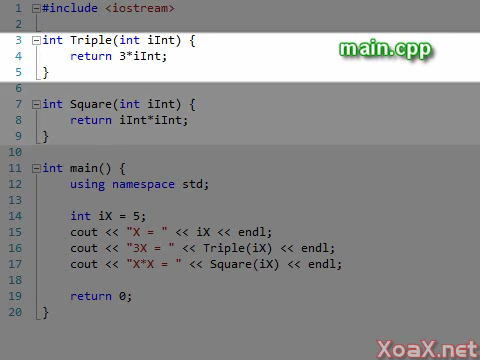 1 #include <iostream>
2
3 int Triple(int iInt) {
main.cpp
4     return 3*iInt;
5 }
6
7 int Square(int iInt) {
8     return iInt*iInt;
9 }
10
11 int main() {
12     using namespace std;
13
14     int iX = 5;
15     cout << "X = " << iX << endl;
16     cout << "3X = " << Triple(iX) << endl;
17     cout << "X*X = " << Square(iX) << endl;
18
19     return 0;
20 }
XoaX.net